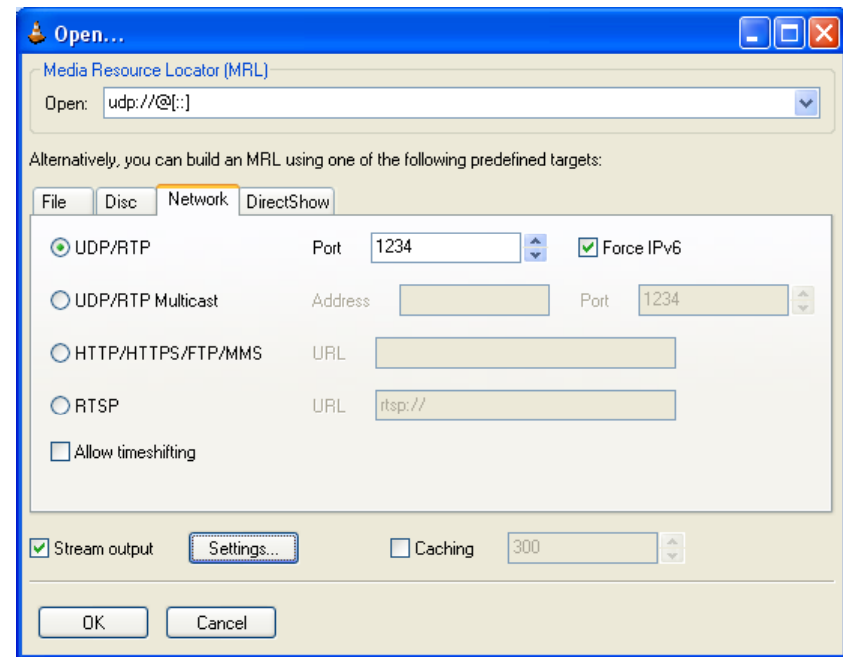 Open...
Media Resource Locator (MRL)
Open: udp://@[::]
Alternatively, you can build an MRL using one of the following predefined targets:
File Disc Network DirectShow
UDP/RTP Port 1234 Force IPv6
UDP/RTP Multicast Address Port 1234
HTTP/HTTPS/FTP/MMS URL
RTSP URL rtsp://
Allow timeshifting
Stream output Settings... Caching 300
OK Cancel